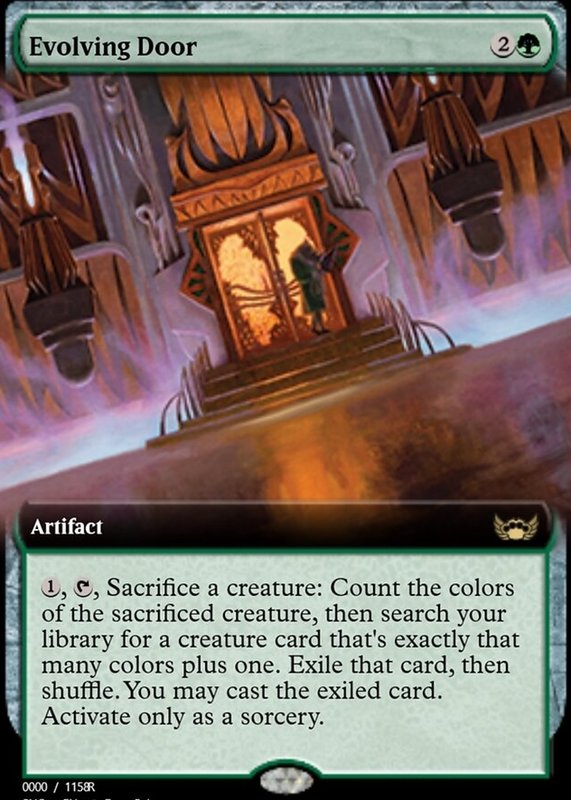 Evolving Door 2
Artifact
1, , Sacrifice a creature: Count the colors
of the sacrificed creature, then search your
library for a creature card that's exactly that
many colors plus one. Exile that card, then
shuffle. You may cast the exiled card.
Activate only as a sorcery.
0000 / 1158R